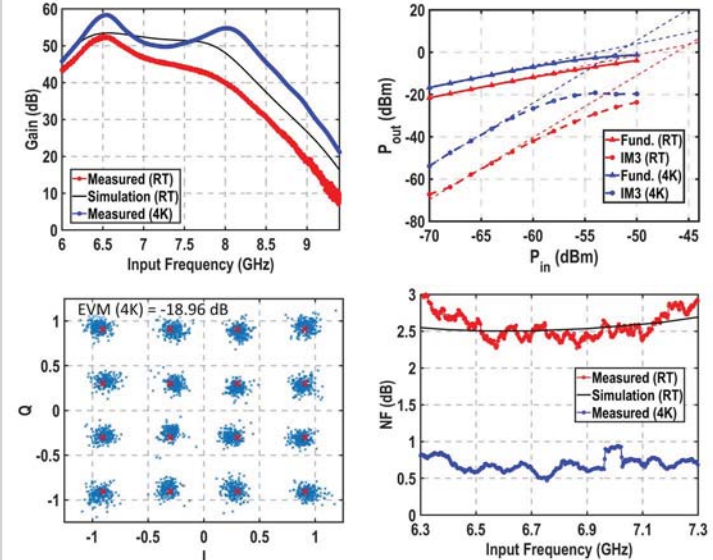 60
50
40
30
20
10
0
Gain (dB)
Measured (RT)
Simulation (RT)
Measured (4K)
6 6.5 7 7.5 8 8.5 9
Input Frequency (GHz)
20
0
-20
-40
-60
-80
Pout (dBm)
Fund. (RT)
IM3 (RT)
Fund. (4K)
IM3 (4K)
-70 -65 -60 -55 -50 -45
Pin (dBm)
EVM (4K) = -18.96 dB
1
0.5
0
-0.5
-1
Q
-1 -0.5 0 0.5 1
3
2.5
2
1.5
1
0.5
0
NF (dB)
Measured (RT)
Simulation (RT)
Measured (4K)
6.3 6.5 6.7 6.9 7.1 7.3
Input Frequency (GHz)